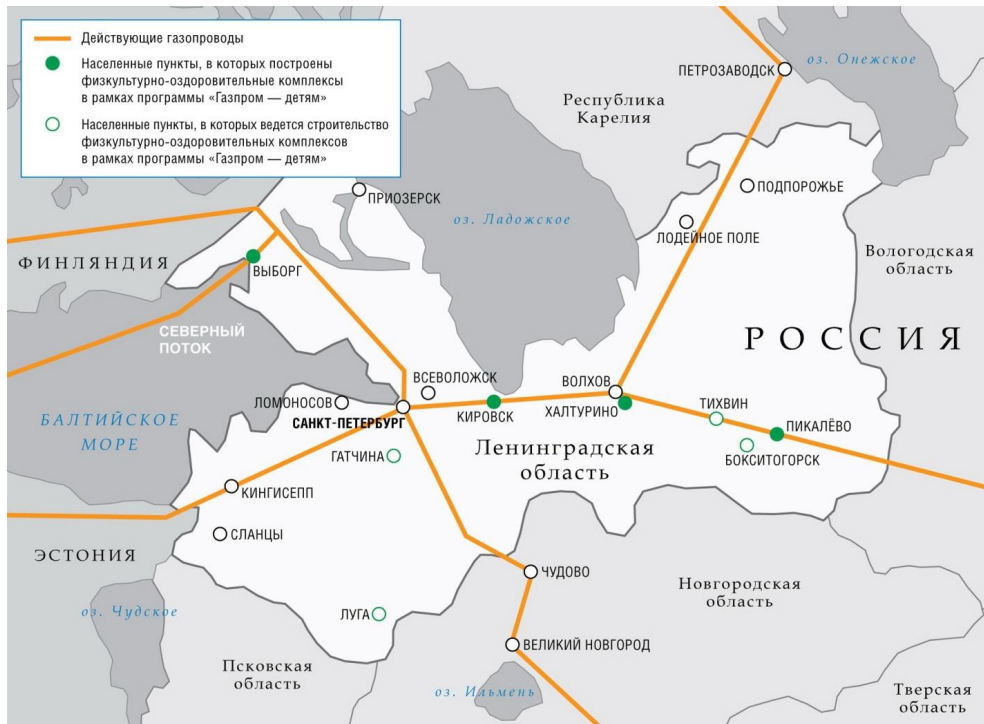 Действующие газопроводы
Населенные пункты, в которых построены
физкультурно-оздоровительные комплексы
в рамках программы «Газпром — детям»
Населенные пункты, в которых ведется строительство
физкультурно-оздоровительных комплексов
в рамках программы «Газпром — детям»
оз. Онежское
ПЕТРОЗАВОДСК
Республика
Карелия
ПОДПОРОЖЬЕ
ПРИОЗЕРСК
оз. Ладожское
ЛОДЕЙНОЕ ПОЛЕ
Вологодская
область
ФИНЛЯНДИЯ
ВЫБОРГ
СЕВЕРНЫЙ
ПОТОК
РОССИЯ
ВСЕВОЛОЖСК
ВОЛХОВ
ЛОМОНОСОВ
САНКТ-ПЕТЕРБУРГ
КИРОВСК
ХАЛТУРИНО
ТИХВИН
ПИКАЛЁВО
БАЛТИЙСКОЕ
МОРЕ
Ленинградская
область
ГАТЧИНА
БОКСИТОГОРСК
КИНГИСЕПП
СЛАНЦЫ
ЭСТОНИЯ
ЧУДОВО
Новгородская
область
оз. Чудское
ЛУГА
ВЕЛИКИЙ НОВГОРОД
Псковская
область
оз. Ильмень
Тверская
область